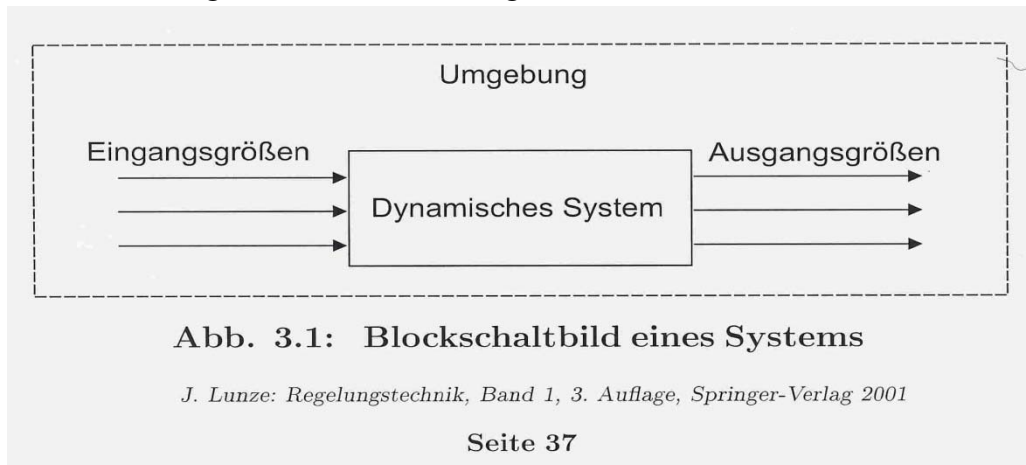 Umgebung
Eingangsgrößen
Ausgangsgrößen
Dynamisches System
Abb. 3.1: Blockschaltbild eines Systems
J. Lunze: Regelungstechnik, Band 1, 3. Auflage, Springer-Verlag 2001
Seite 37